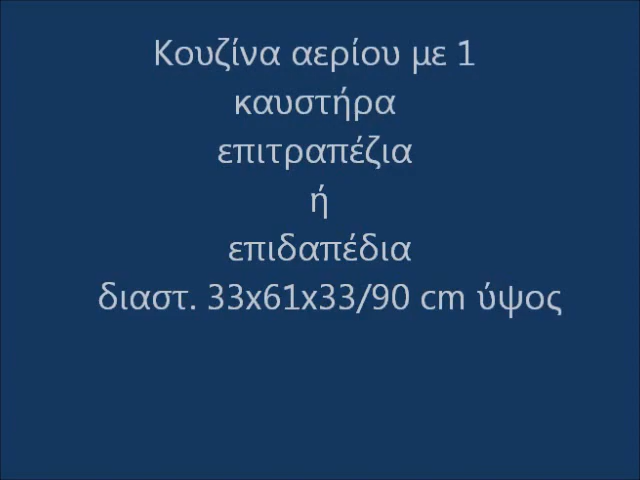 Κουζίνα αερίου με 1
καυστήρα
επιτραπέζια
ή
επιδαπέδια
διαστ. 33x61x33/90 cm ύψος